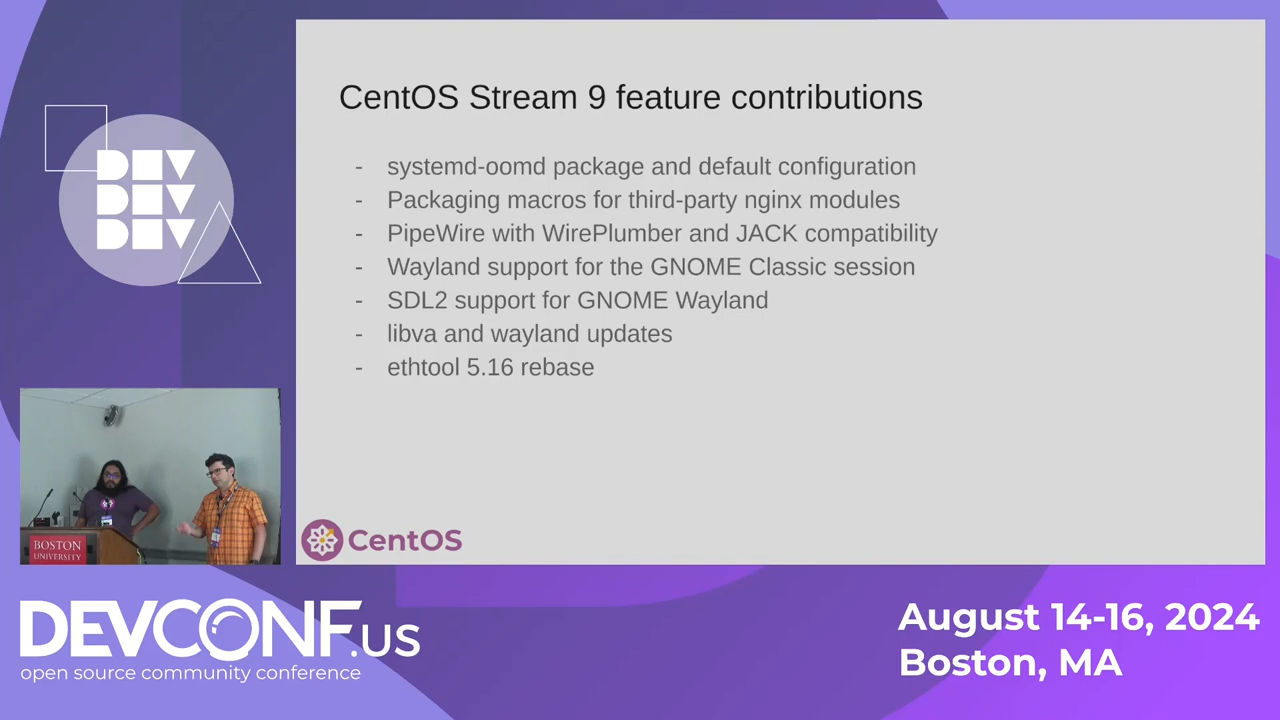 CentOS Stream 9 feature contributions
- systemd-oomd package and default configuration
- Packaging macros for third-party nginx modules
- PipeWire with WirePlumber and JACK compatibility
- Wayland support for the GNOME Classic session
- SDL2 support for GNOME Wayland
- libva and wayland updates
- ethtool 5.16 rebase
CentOS
DEV
DEV
DEV
BOSTON
UNIVERSITY
DEVCONF.US
open source community conference
August 14-16, 2024
Boston, MA